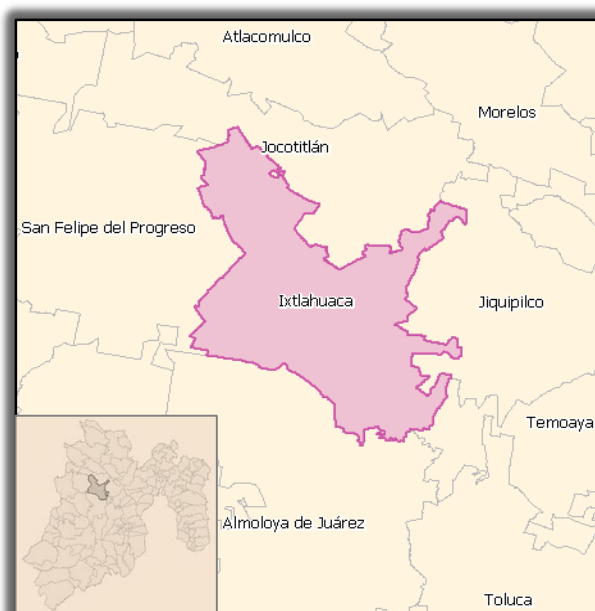 Atlacomulco
Morelos
Jocotitlán
San Felipe del Progreso
Ixtlahuaca
Jiquipilco
Temoaya
Almoloya de Juárez
Toluca